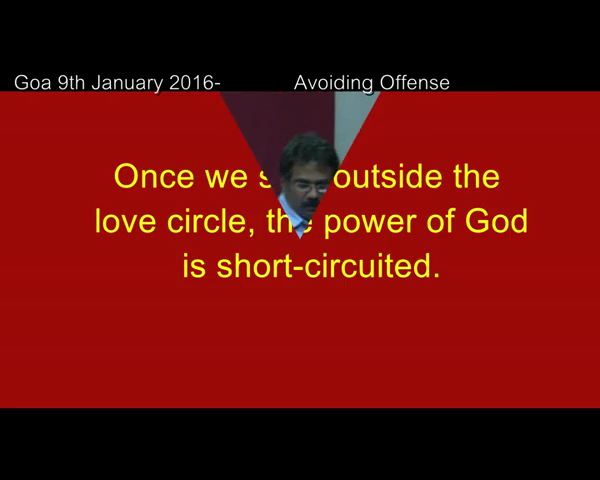 Goa 9th January 2016- Avoiding Offense
Once we outside the
love circle, the power of God
is short-circuited.